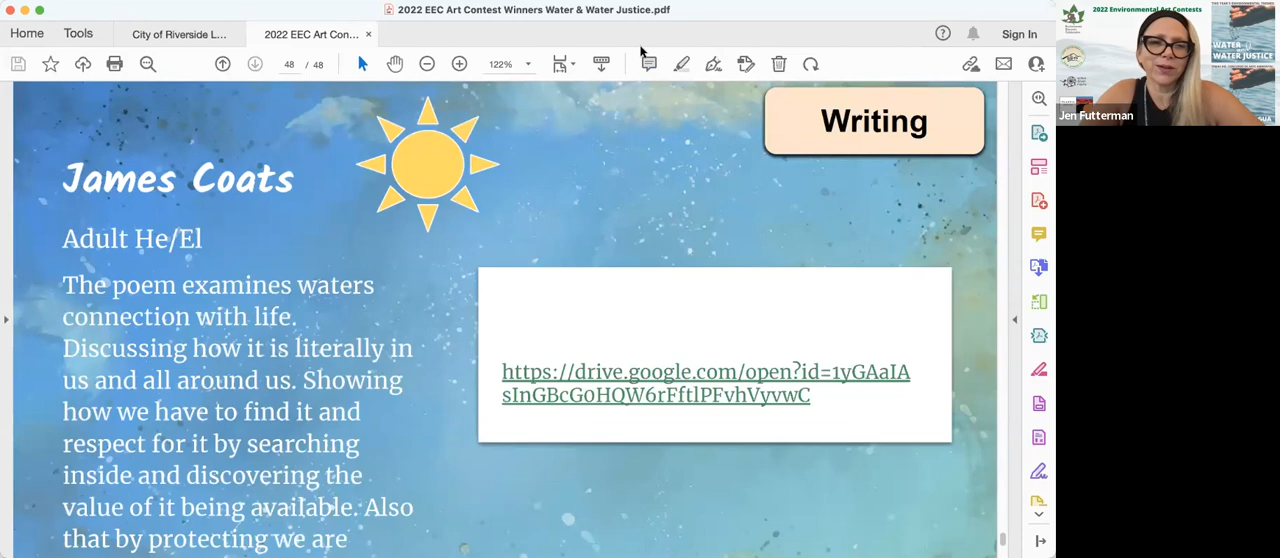 2022 EEC Art Contest Winners Water & Water Justice.pdf
Home
Tools
City of Riverside L...
2022 EEC Art Con...
Sign In
48 / 48
122%
Writing
James Coats
Adult He/El
The poem examines waters
connection with life.
Discussing how it is literally in
us and all around us. Showing
how we have to find it and
respect for it by searching
inside and discovering the
value of it being available. Also
that by protecting we are
https://drive.google.com/open?id=1yGAaIA
sInGBcG0HQW6rFftlPFvhVyvwC
2022 Environmental Art Contests
WATER
WATER JUSTICE
Jen Futterman